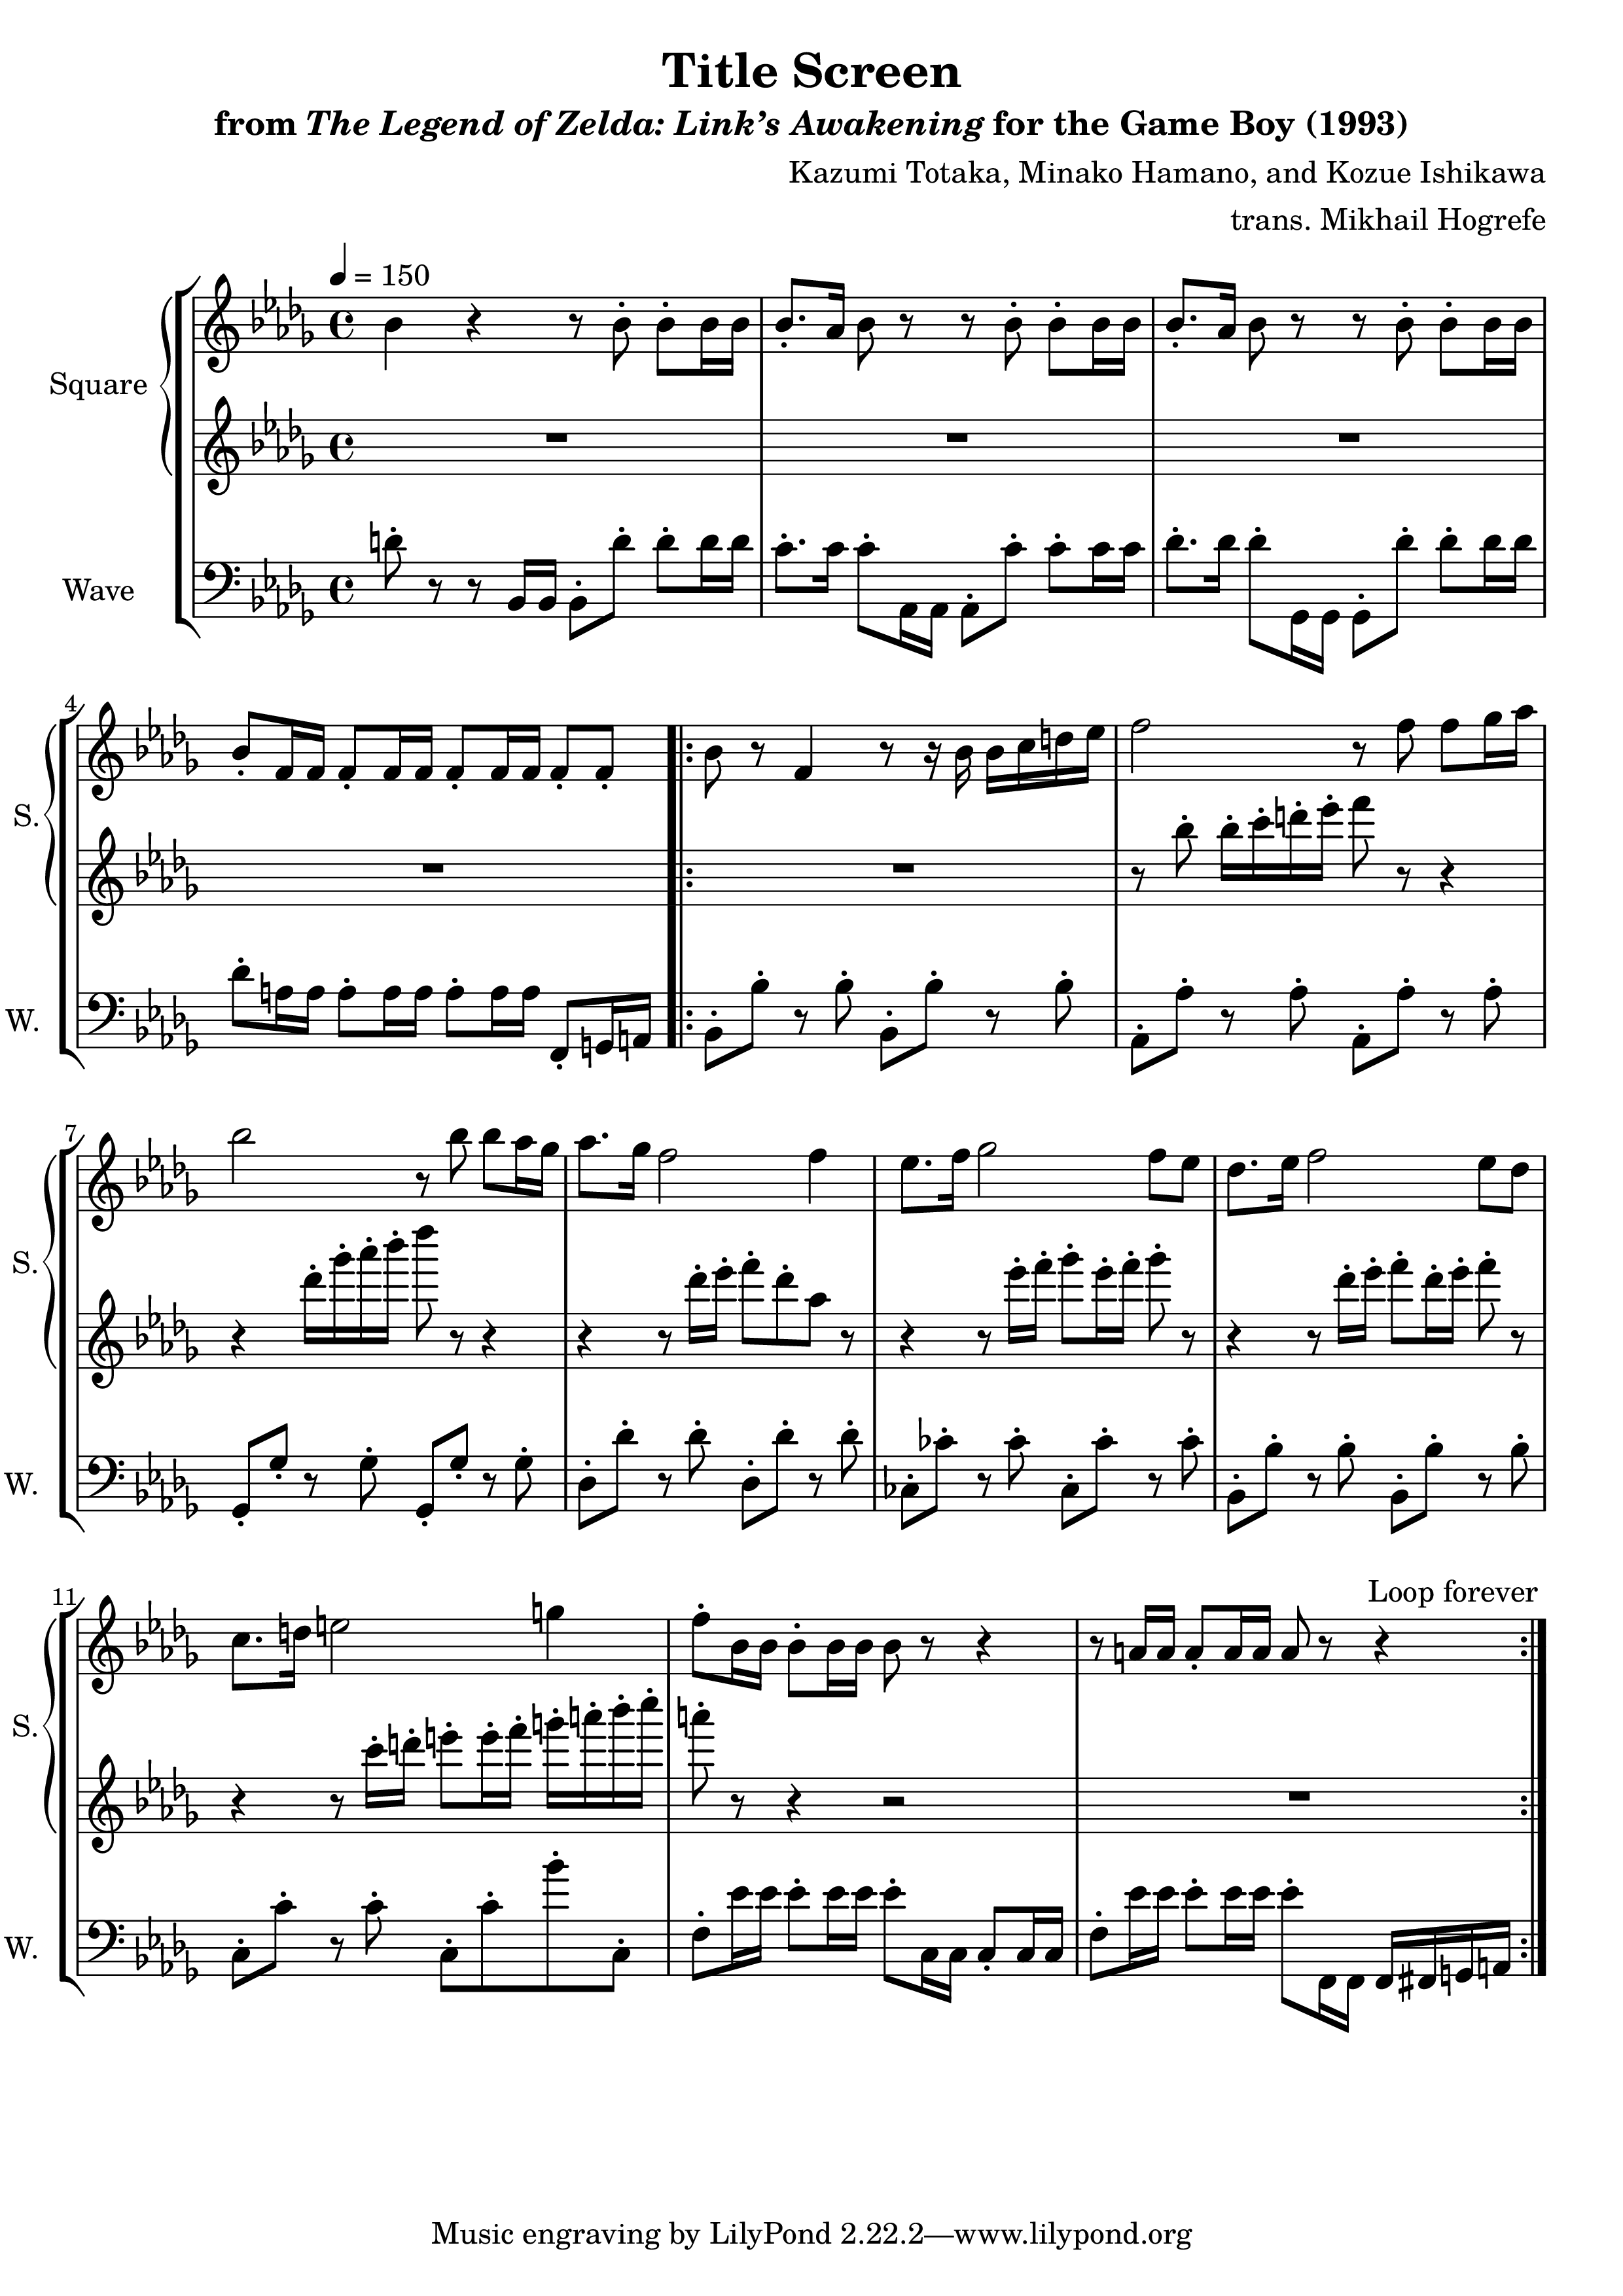 Title Screen
from The Legend of Zelda: Link’s Awakening for the Game Boy (1993)
Kazumi Totaka, Minako Hamano, and Kozue Ishikawa
trans. Mikhail Hogrefe
= 150
Square
Wave
4
S.
W.
7
S.
W.
11
Loop forever
S.
W.
Music engraving by LilyPond 2.22.2—www.lilypond.org